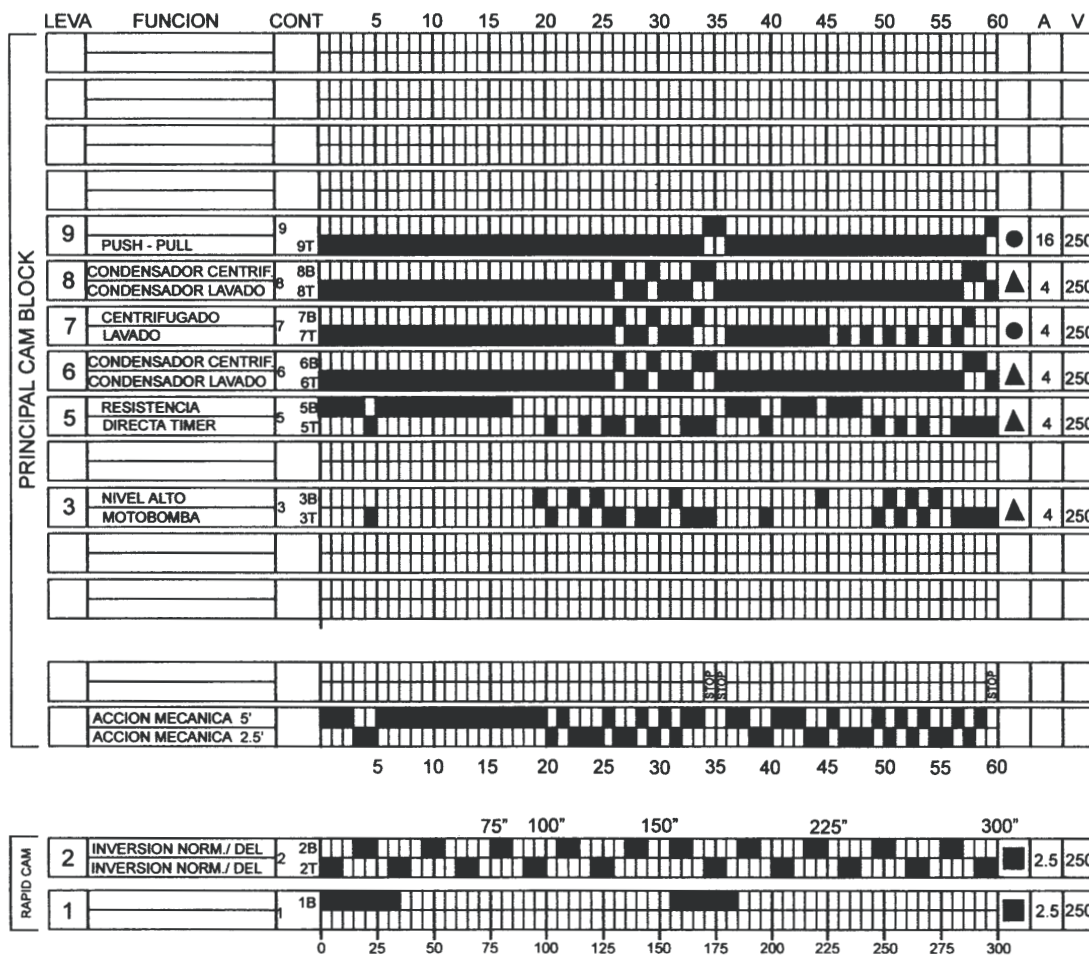 LEVA FUNCION CONT 5 10 15 20 25 30 35 40 45 50 55 60 A V
PRINCIPAL CAM BLOCK
9 9
PUSH - PULL 9T 16 250
8 CONDENSADOR CENTRIF. 8 8B
CONDENSADOR LAVADO 8T 4 250
7 CENTRIFUGADO 7 7B
LAVADO 7T 4 250
6 CONDENSADOR CENTRIF. 6 6B
CONDENSADOR LAVADO 6T 4 250
5 RESISTENCIA 5 5B
DIRECTA TIMER 5T 4 250
3 NIVEL ALTO 3 3B
MOTOBOMBA 3T 4 250
STOP STOP STOP
ACCION MECANICA 5'
ACCION MECANICA 2.5'
5 10 15 20 25 30 35 40 45 50 55 60
75" 100" 150" 225" 300"
RAPID CAM
2 INVERSION NORM./ DEL 2 2B
INVERSION NORM./ DEL 2T 2.5 250
1 1 1B 2.5 250
0 25 50 75 100 125 150 175 200 225 250 275 300